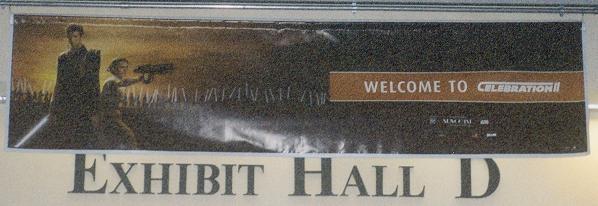 WELCOME TO CELEBRATION II
EXHIBIT HALL D